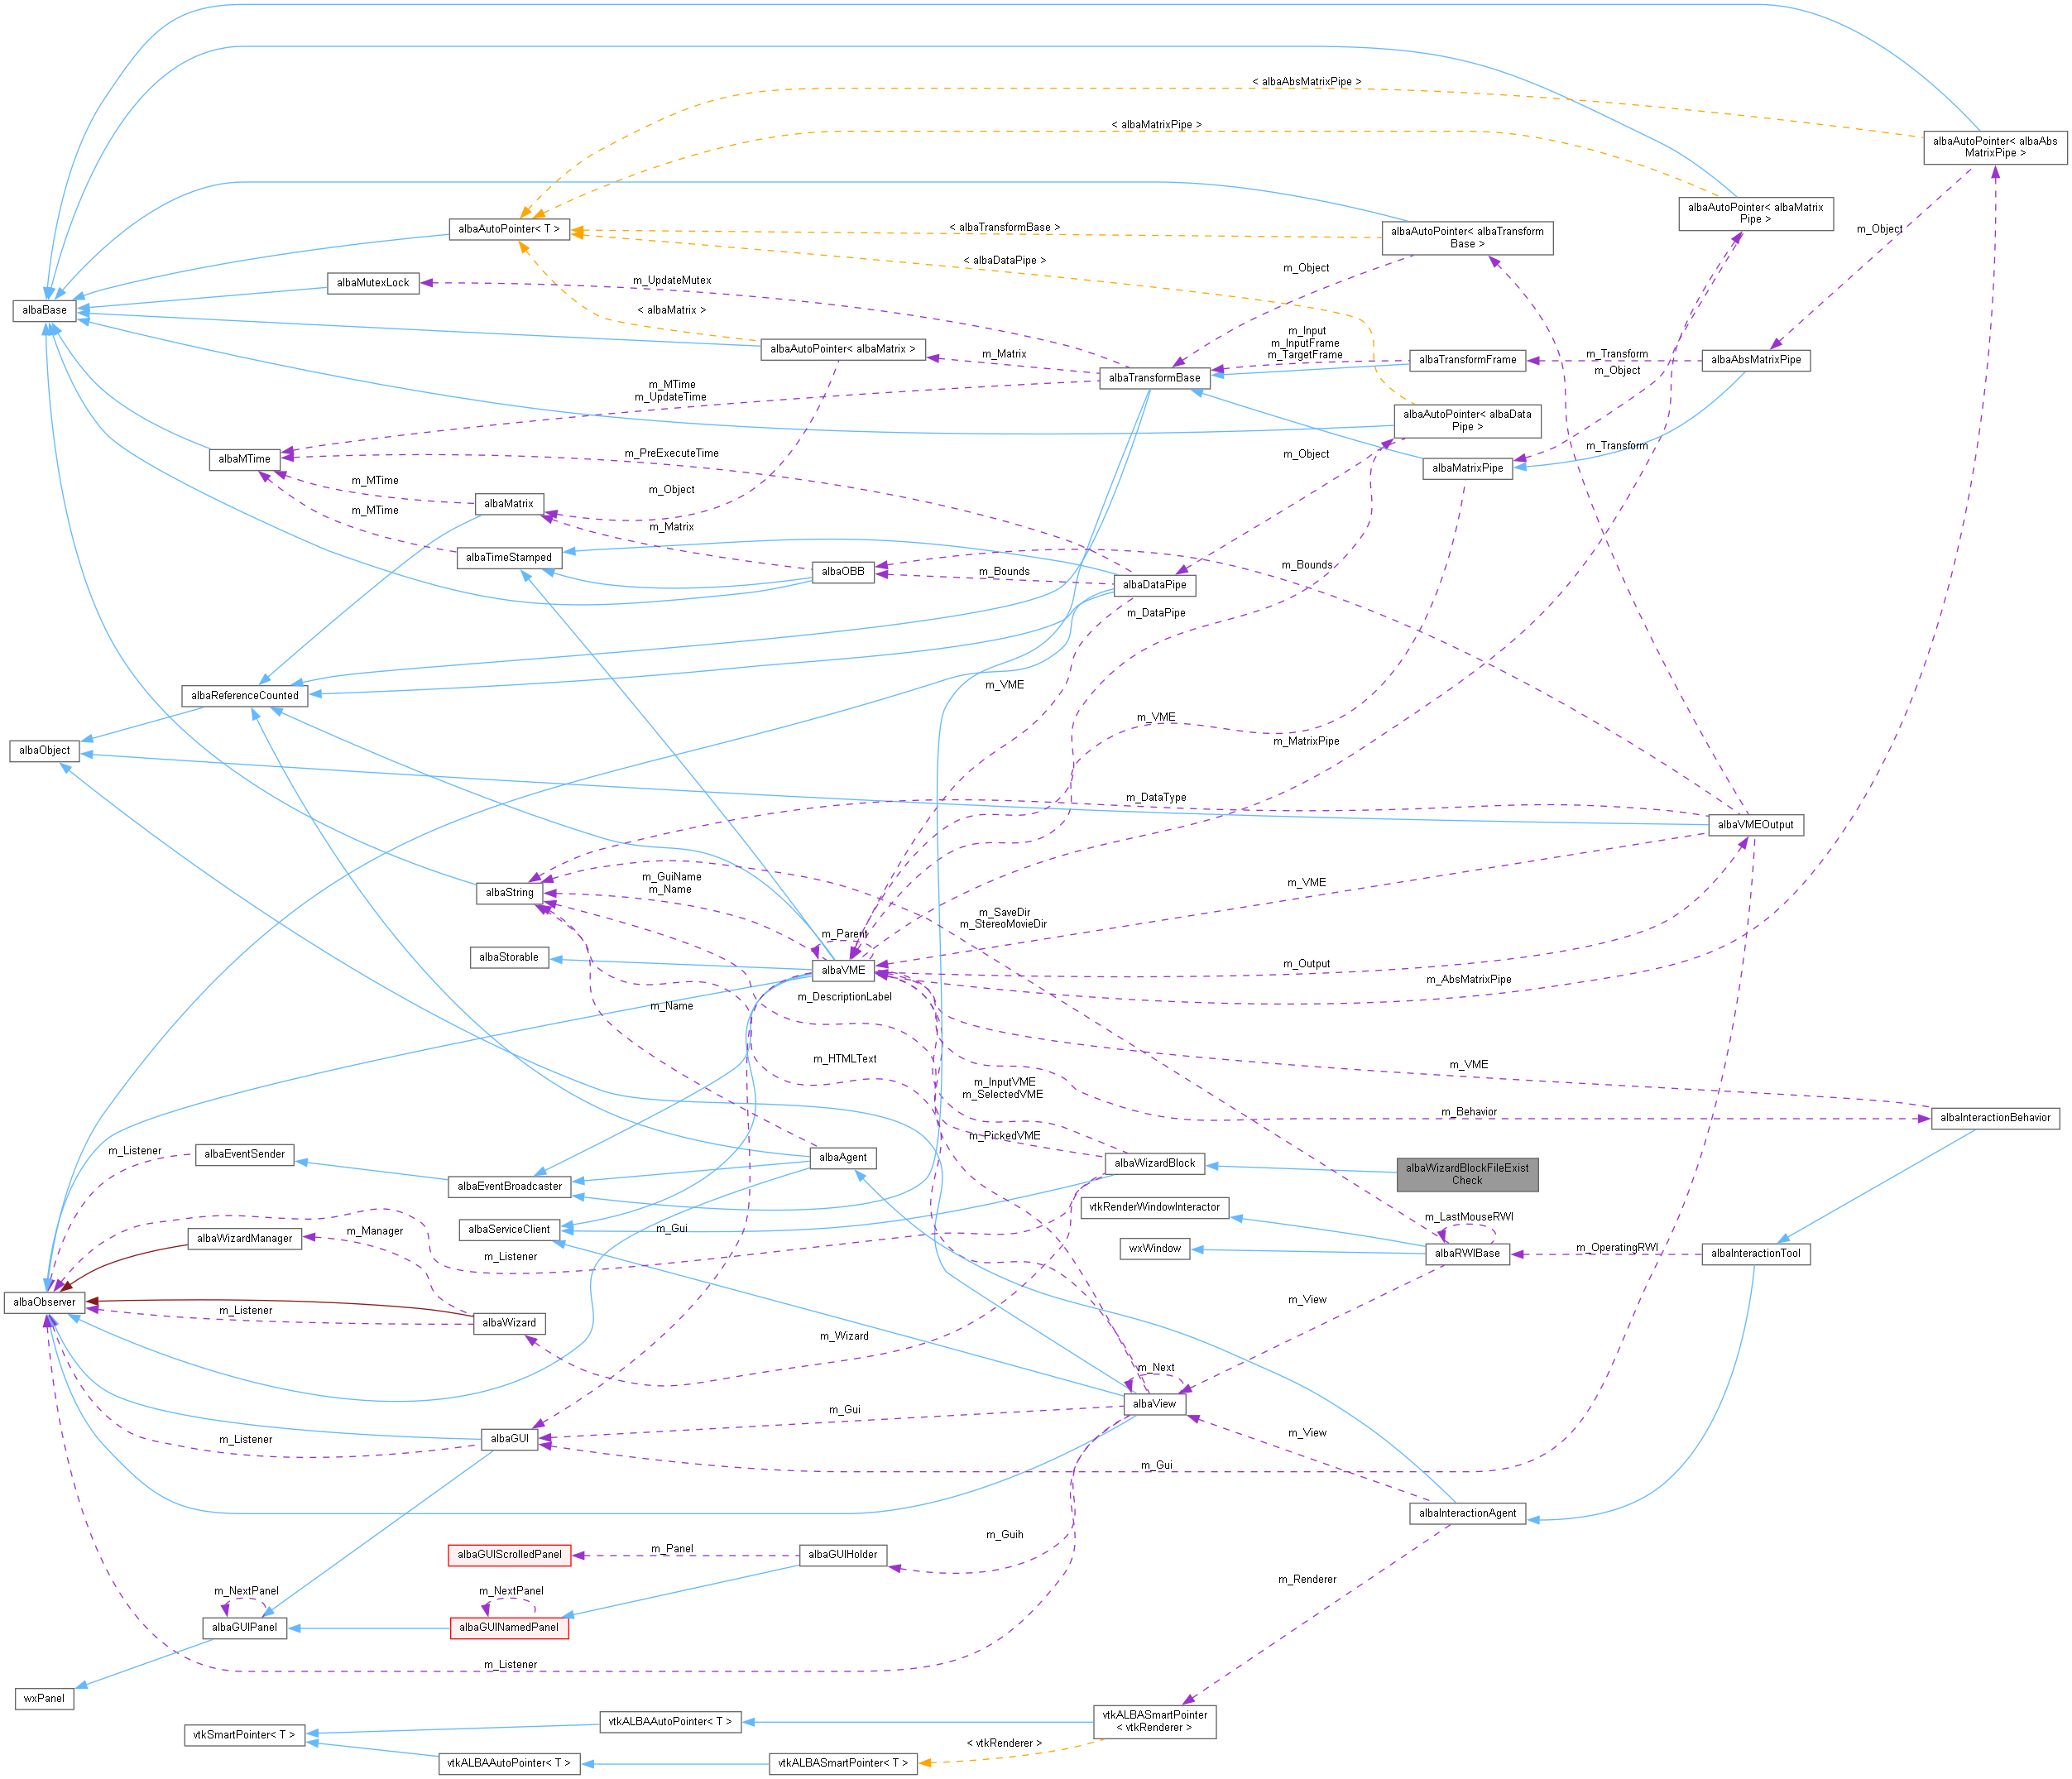 < albaAbsMatrixPipe >
< albaMatrixPipe >
albaAutoPointer< albaAbs
MatrixPipe >
albaAutoPointer< albaMatrix
Pipe >
albaAutoPointer< T >
< albaTransformBase >
albaAutoPointer< albaTransform
Base >
m_Object
< albaDataPipe >
m_Object
albaMutexLock
m_UpdateMutex
albaBase
< albaMatrix >
m_Input
m_InputFrame
m_TargetFrame
albaAutoPointer< albaMatrix >
m_Matrix
albaTransformBase
albaTransformFrame
m_Transform
albaAbsMatrixPipe
m_Object
m_MTime
m_UpdateTime
albaAutoPointer< albaData
Pipe >
m_Transform
albaMTime
m_PreExecuteTime
m_Object
albaMatrixPipe
m_MTime
m_Object
albaMatrix
m_MTime
m_Matrix
albaTimeStamped
albaOBB
m_Bounds
albaDataPipe
m_Bounds
m_DataPipe
m_VME
albaReferenceCounted
m_VME
albaObject
m_MatrixPipe
m_DataType
albaVMEOutput
m_GuiName
m_Name
albaString
m_VME
m_SaveDir
m_StereoMovieDir
m_Parent
albaStorable
albaVME
m_Output
m_AbsMatrixPipe
m_DescriptionLabel
m_Name
m_HTMLText
m_VME
m_InputVME
m_SelectedVME
m_Behavior
albaInteractionBehavior
m_PickedVME
m_Listener
albaEventSender
albaAgent
albaWizardBlock
albaWizardBlockFileExist
Check
albaEventBroadcaster
vtkRenderWindowInteractor
albaServiceClient
m_Gui
m_LastMouseRWI
m_Manager
albaWizardManager
m_Listener
wxWindow
albaRWIBase
m_OperatingRWI
albaInteractionTool
albaObserver
m_Listener
albaWizard
m_View
m_Wizard
m_Next
albaView
m_Gui
m_Listener
albaGUI
m_View
m_Gui
albaInteractionAgent
m_Guih
albaGUIScrolledPanel
m_Panel
albaGUIHolder
m_Renderer
m_NextPanel
m_NextPanel
albaGUIPanel
albaGUINamedPanel
m_Listener
wxPanel
vtkSmartPointer< T >
vtkALBAAutoPointer< T >
vtkALBASmartPointer
< vtkRenderer >
< vtkRenderer >
vtkALBAAutoPointer< T >
vtkALBASmartPointer< T >